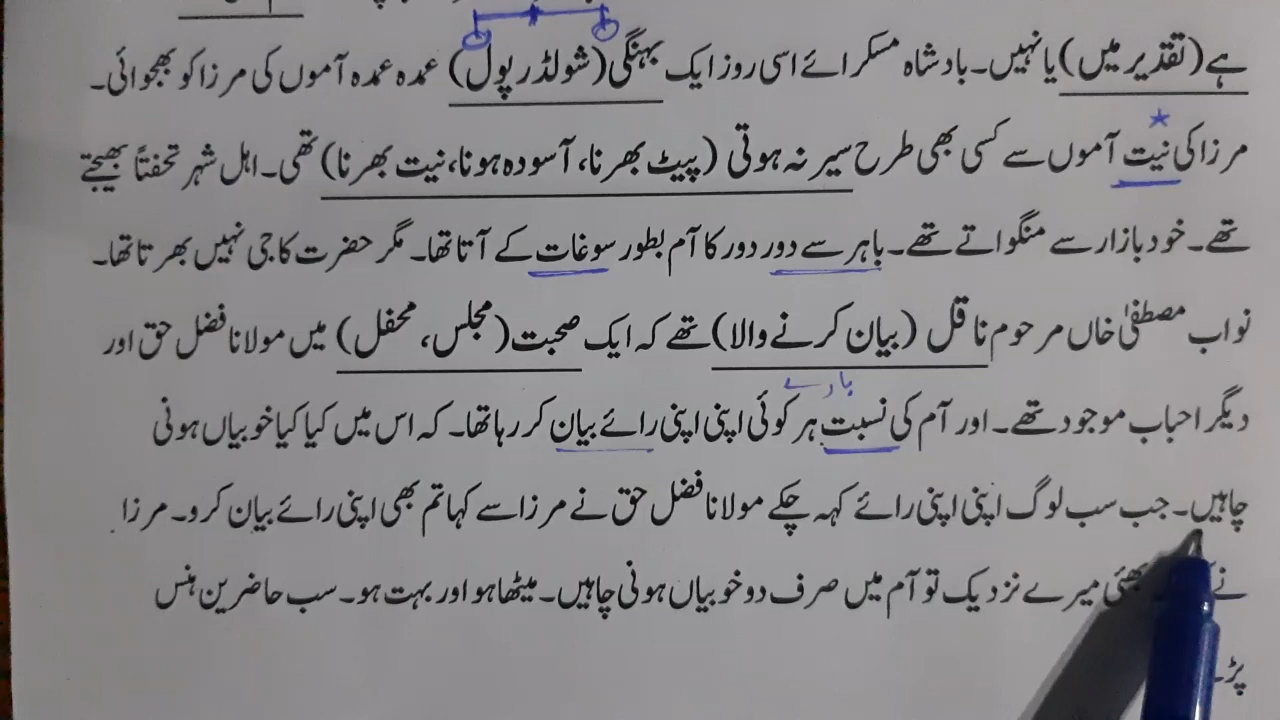 ہے (تقدیر میں) یا نہیں۔ بادشاہ مسکرائے اسی روز ایک بہنگی (شولڈر پول) عمدہ عمدہ آموں کی مرزا کو بھجوائی۔
مرزا کی نیت آموں سے کسی بھی طرح سیر نہ ہوتی (پیٹ بھرنا، آسودہ ہونا، نیت بھرنا) تھی۔ اہل شہر تحفتاً بھیجتے
تھے۔ خود بازار سے منگواتے تھے۔ باہر سے دور دور کا آم بطور سوغات کے آتا تھا۔ مگر حضرت کا جی نہیں بھرتا تھا۔
نواب مصطفیٰ خاں مرحوم ناقل (بیان کرنے والا) تھے کہ ایک صحبت (مجلس، محفل) میں مولانا فضل حق اور
بارے
دیگر احباب موجود تھے۔ اور آم کی نسبت ہر کوئی اپنی اپنی رائے بیان کر رہا تھا۔ کہ اس میں کیا کیا خوبیاں ہونی
چاہیں۔ جب سب لوگ اپنی اپنی رائے کہہ چکے مولانا فضل حق نے مرزا سے کہا تم بھی اپنی رائے بیان کرو۔ مرزا
نے بھئی میرے نزدیک تو آم میں صرف دو خوبیاں ہونی چاہیں۔ میٹھا ہو اور بہت ہو۔ سب حاضرین ہنس